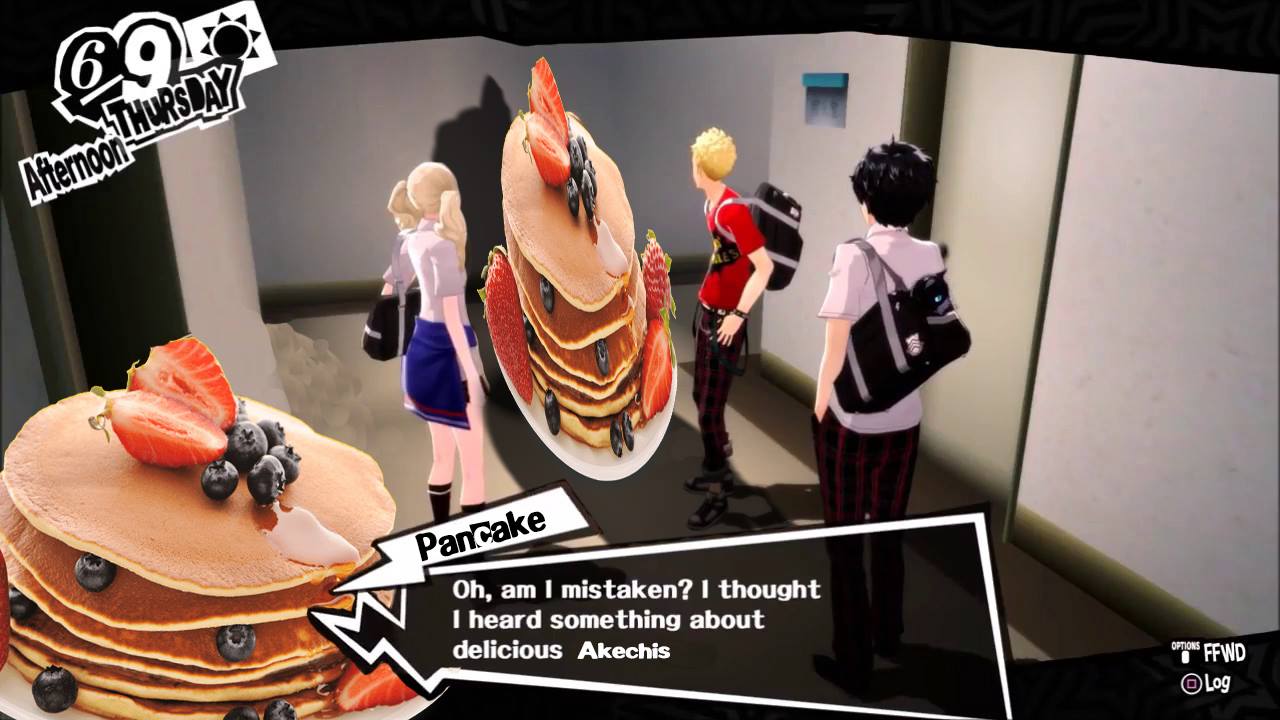 6 9
THURSDAY
Afternoon
PanCake
Oh, am I mistaken? I thought
I heard something about
delicious Akechis
OPTIONS FFWD
Log